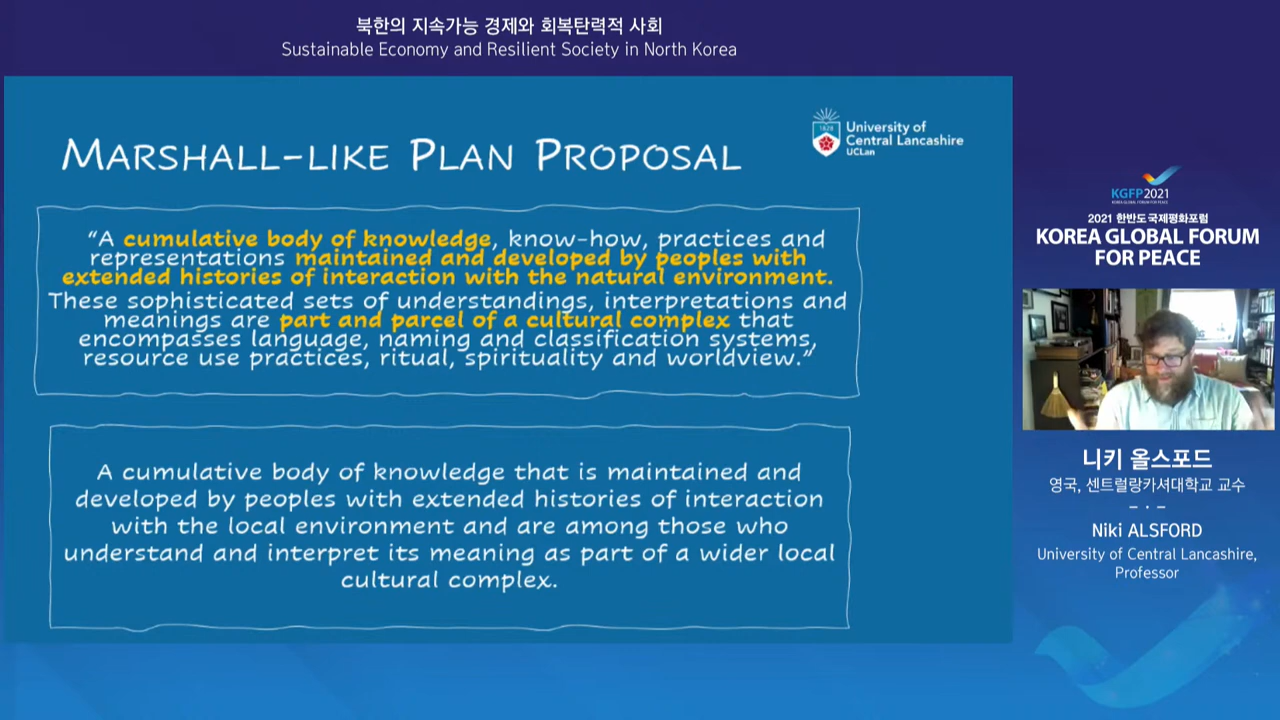 북한의 지속가능 경제와 회복탄력적 사회
Sustainable Economy and Resilient Society in North Korea
MARSHALL-LIKE PLAN PROPOSAL
1828
University of
Central Lancashire
UCLan
“A cumulative body of knowledge, know-how, practices and
representations maintained and developed by peoples with
extended histories of interaction with the natural environment.
These sophisticated sets of understandings, interpretations and
meanings are part and parcel of a cultural complex that
encompasses language, naming and classification systems,
resource use practices, ritual, spirituality and worldview.”
A cumulative body of knowledge that is maintained and
developed by peoples with extended histories of interaction
with the local environment and are among those who
understand and interpret its meaning as part of a wider local
cultural complex.
KGFP2021
KOREA GLOBAL FORUM FOR PEACE
2021 한반도국제평화포럼
KOREA GLOBAL FORUM
FOR PEACE
니키 올스포드
영국, 센트럴랑카셔대학교 교수
Niki ALSFORD
University of Central Lancashire,
Professor